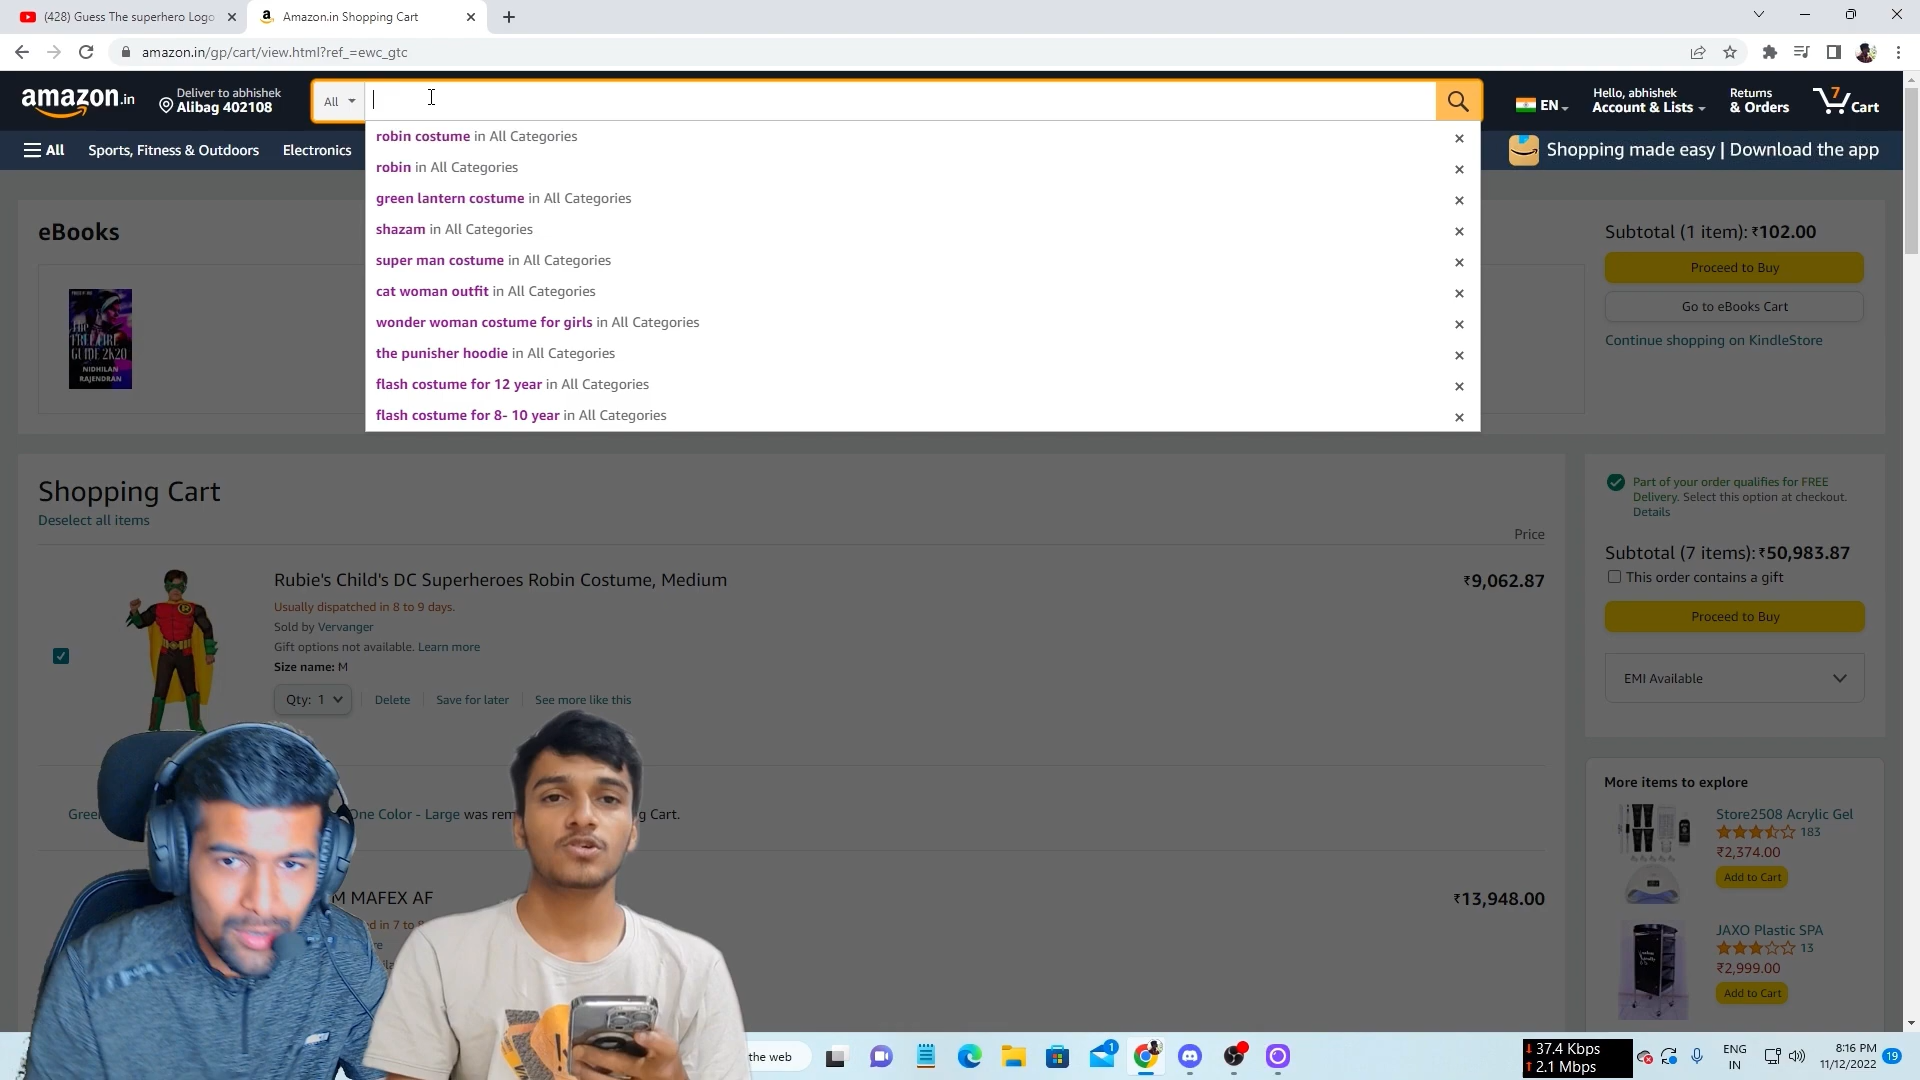 (428) Guess The superhero Logo
Amazon.in Shopping Cart
amazon.in/gp/cart/view.html?ref_=ewc_gtc
amazon.in
Deliver to abhishek
Alibag 402108
All
EN
Hello, abhishek
Account & Lists
Returns
& Orders
7
Cart
All
Sports, Fitness & Outdoors
Electronics
Shopping made easy | Download the app
robin costume in All Categories
robin in All Categories
green lantern costume in All Categories
shazam in All Categories
super man costume in All Categories
cat woman outfit in All Categories
wonder woman costume for girls in All Categories
the punisher hoodie in All Categories
flash costume for 12 year in All Categories
flash costume for 8- 10 year in All Categories
eBooks
FREE FIRE
GUIDE 2K20
NIDHILAN
RAJENDRAN
Subtotal (1 item): ₹102.00
Proceed to Buy
Go to eBooks Cart
Continue shopping on KindleStore
Shopping Cart
Deselect all items
Price
Rubie's Child's DC Superheroes Robin Costume, Medium
₹9,062.87
Usually dispatched in 8 to 9 days.
Sold by Vervanger
Gift options not available. Learn more
Size name: M
Qty: 1
Delete
Save for later
See more like this
One Color - Large was
g Cart.
M MAFEX AF
₹13,948.00
Part of your order qualifies for FREE
Delivery. Select this option at checkout.
Details
Subtotal (7 items): ₹50,983.87
This order contains a gift
Proceed to Buy
EMI Available
More items to explore
Store2508 Acrylic Gel
183
₹2,374.00
Add to Cart
JAXO Plastic SPA
13
₹2,999.00
Add to Cart
the web
1
37.4 Kbps
2.1 Mbps
ENG
IN
8:16 PM
11/12/2022
19